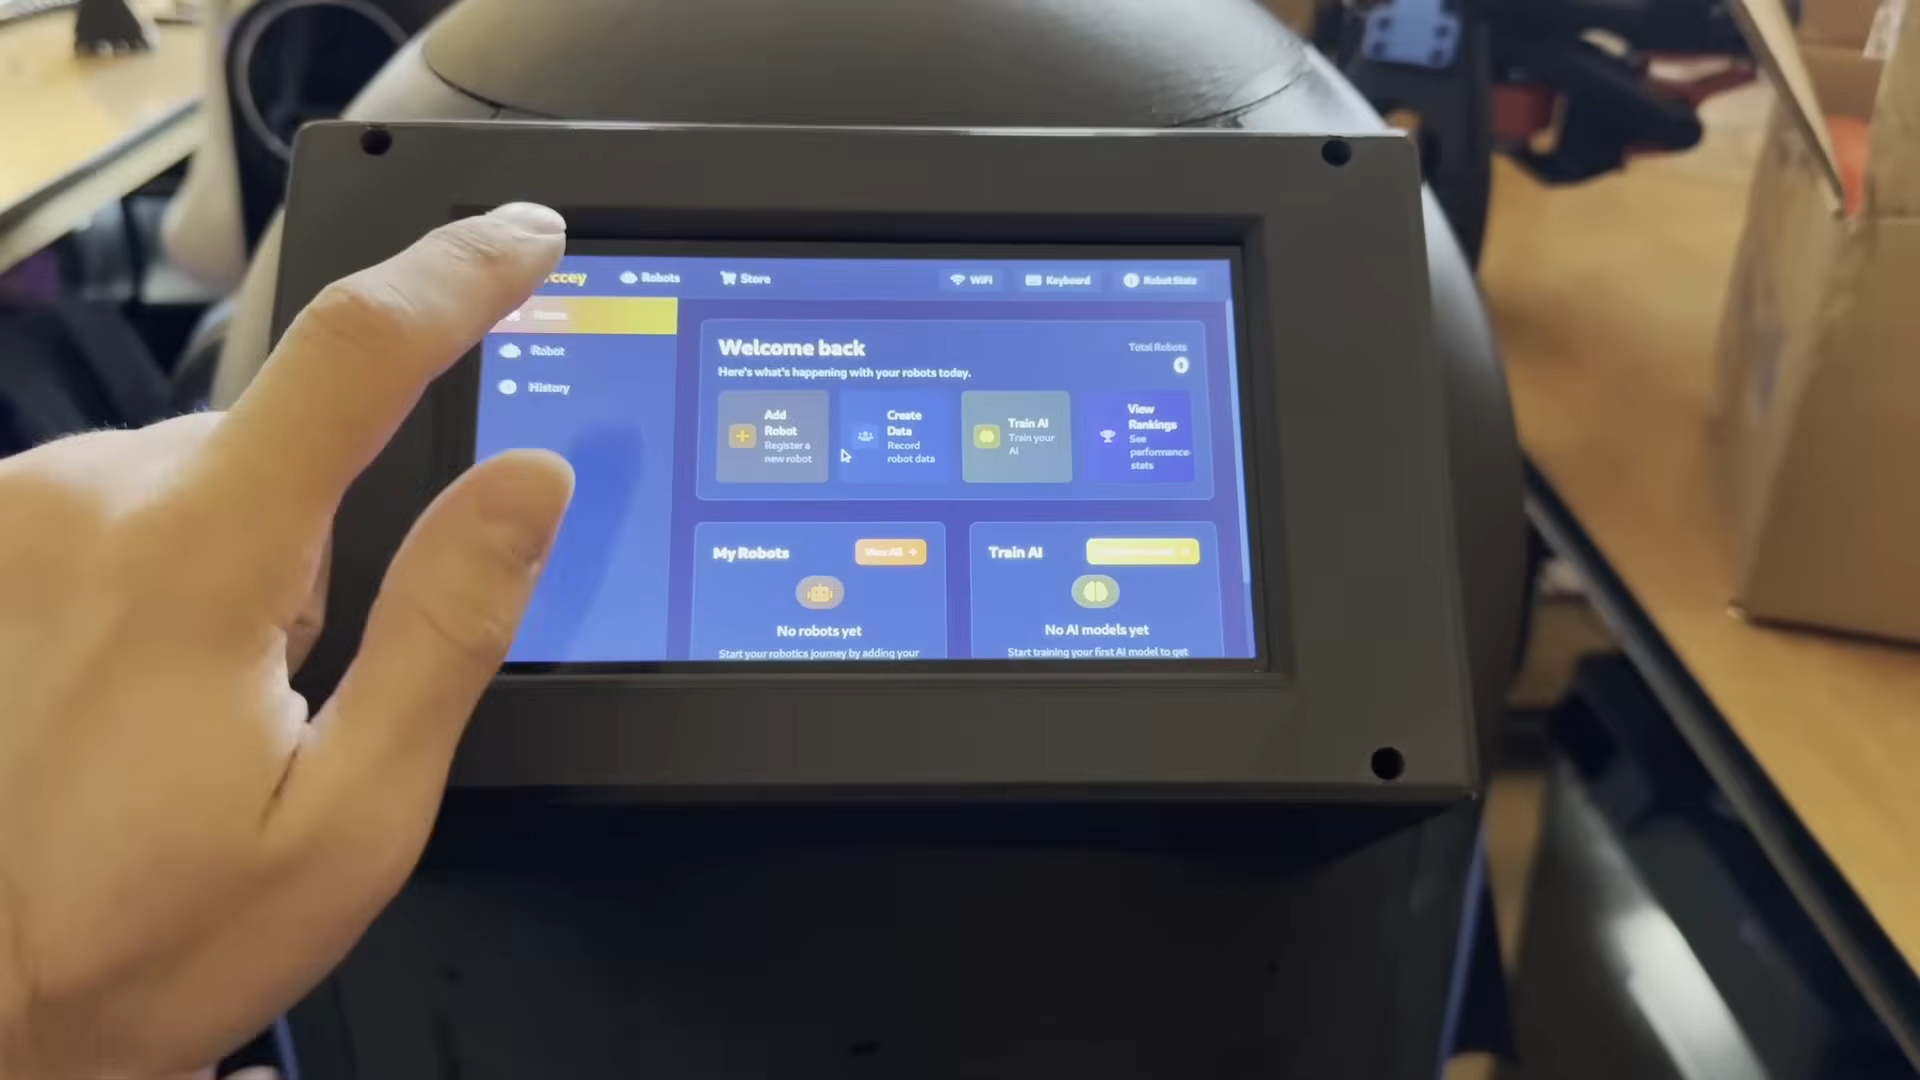 Robots
Store
WiFi
Keyboard
Robot Stats
Home
Robot
History
Welcome back
Here's what's happening with your robots today.
Total Robots
Add
Robot
Register a
new robot
Create
Data
Record
robot data
Train AI
Train your
AI
View
Rankings
See
performance
stats
My Robots
View All
No robots yet
Start your robotics journey by adding your
Train AI
No AI models yet
Start training your first AI model to get